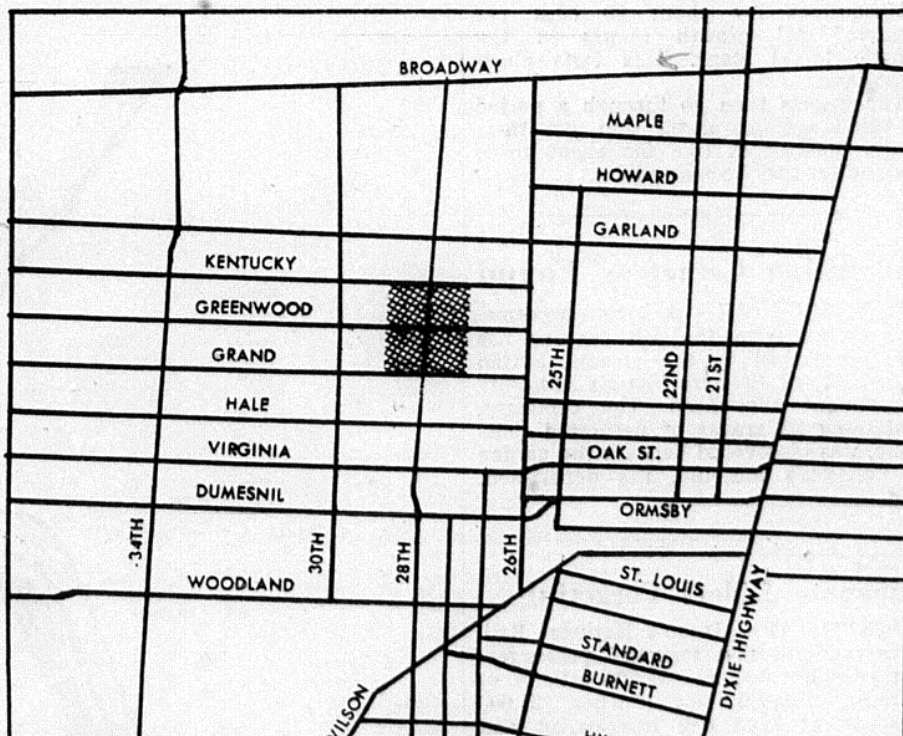 BROADWAY
MAPLE
HOWARD
GARLAND
KENTUCKY
GREENWOOD
GRAND
25TH
22ND
21ST
HALE
VIRGINIA
OAK ST.
DUMESNIL
ORMSBY
34TH
30TH
28TH
26TH
WOODLAND
ST. LOUIS
STANDARD
BURNETT
DIXIE HIGHWAY